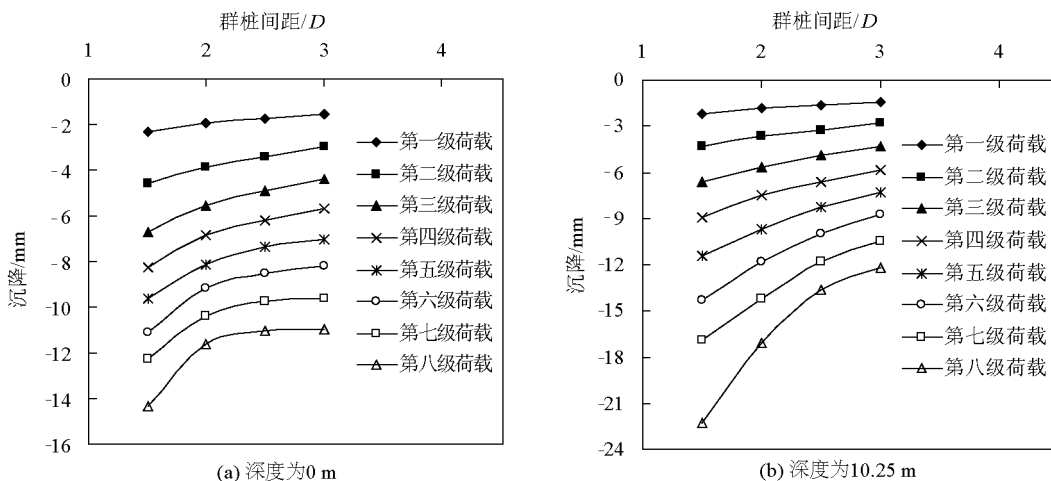 群桩间距/D
1 2 3 4
0
-2
-4
-6
-8
-10
-12
-14
-16
沉降/mm
第一级荷载
第二级荷载
第三级荷载
第四级荷载
第五级荷载
第六级荷载
第七级荷载
第八级荷载
(a) 深度为0 m
群桩间距/D
1 2 3 4
0
-3
-6
-9
-12
-15
-18
-21
-24
沉降/mm
第一级荷载
第二级荷载
第三级荷载
第四级荷载
第五级荷载
第六级荷载
第七级荷载
第八级荷载
(b) 深度为10.25 m